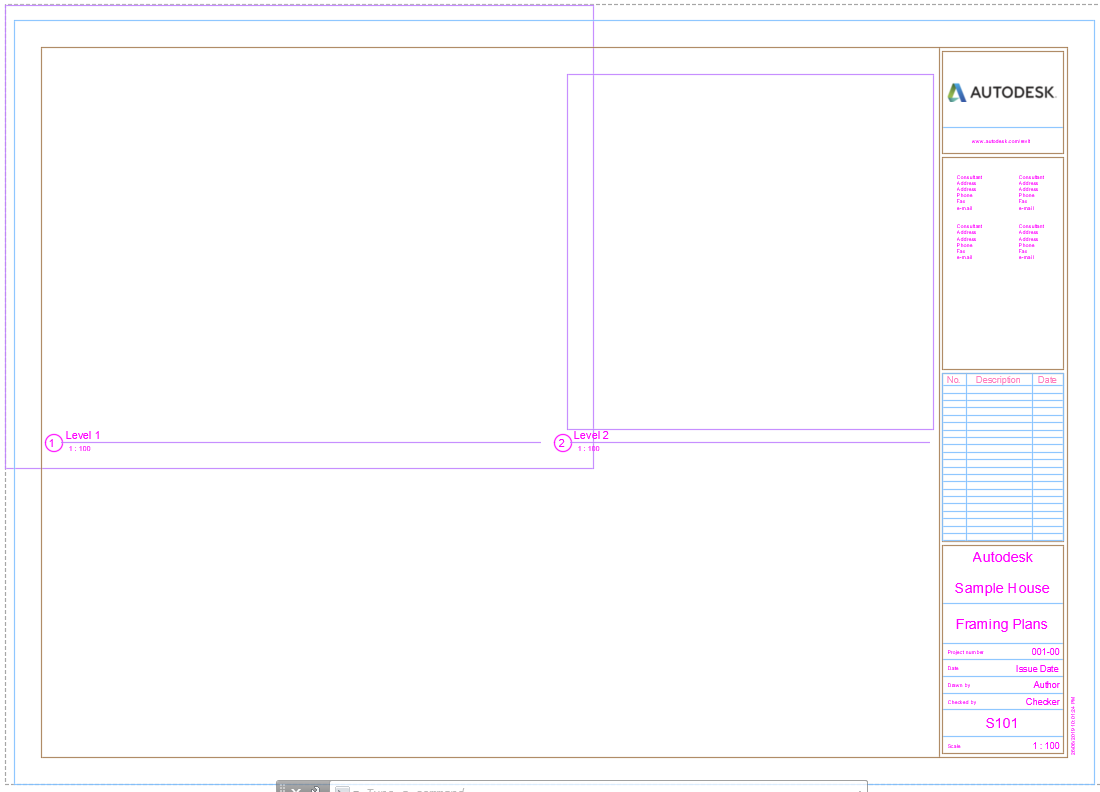 AUTODESK.
www.autodesk.com/revit
Consultant
Address
Address
Phone
Fax
e-mail
Consultant
Address
Address
Phone
Fax
e-mail
Consultant
Address
Address
Phone
Fax
e-mail
Consultant
Address
Address
Phone
Fax
e-mail
No. Description Date
1 Level 1
1 : 100
2 Level 2
1 : 100
Autodesk
Sample House
Framing Plans
Project number 001-00
Date Issue Date
Drawn by Author
Checked by Checker
S101
Scale 1 : 100
Type a command